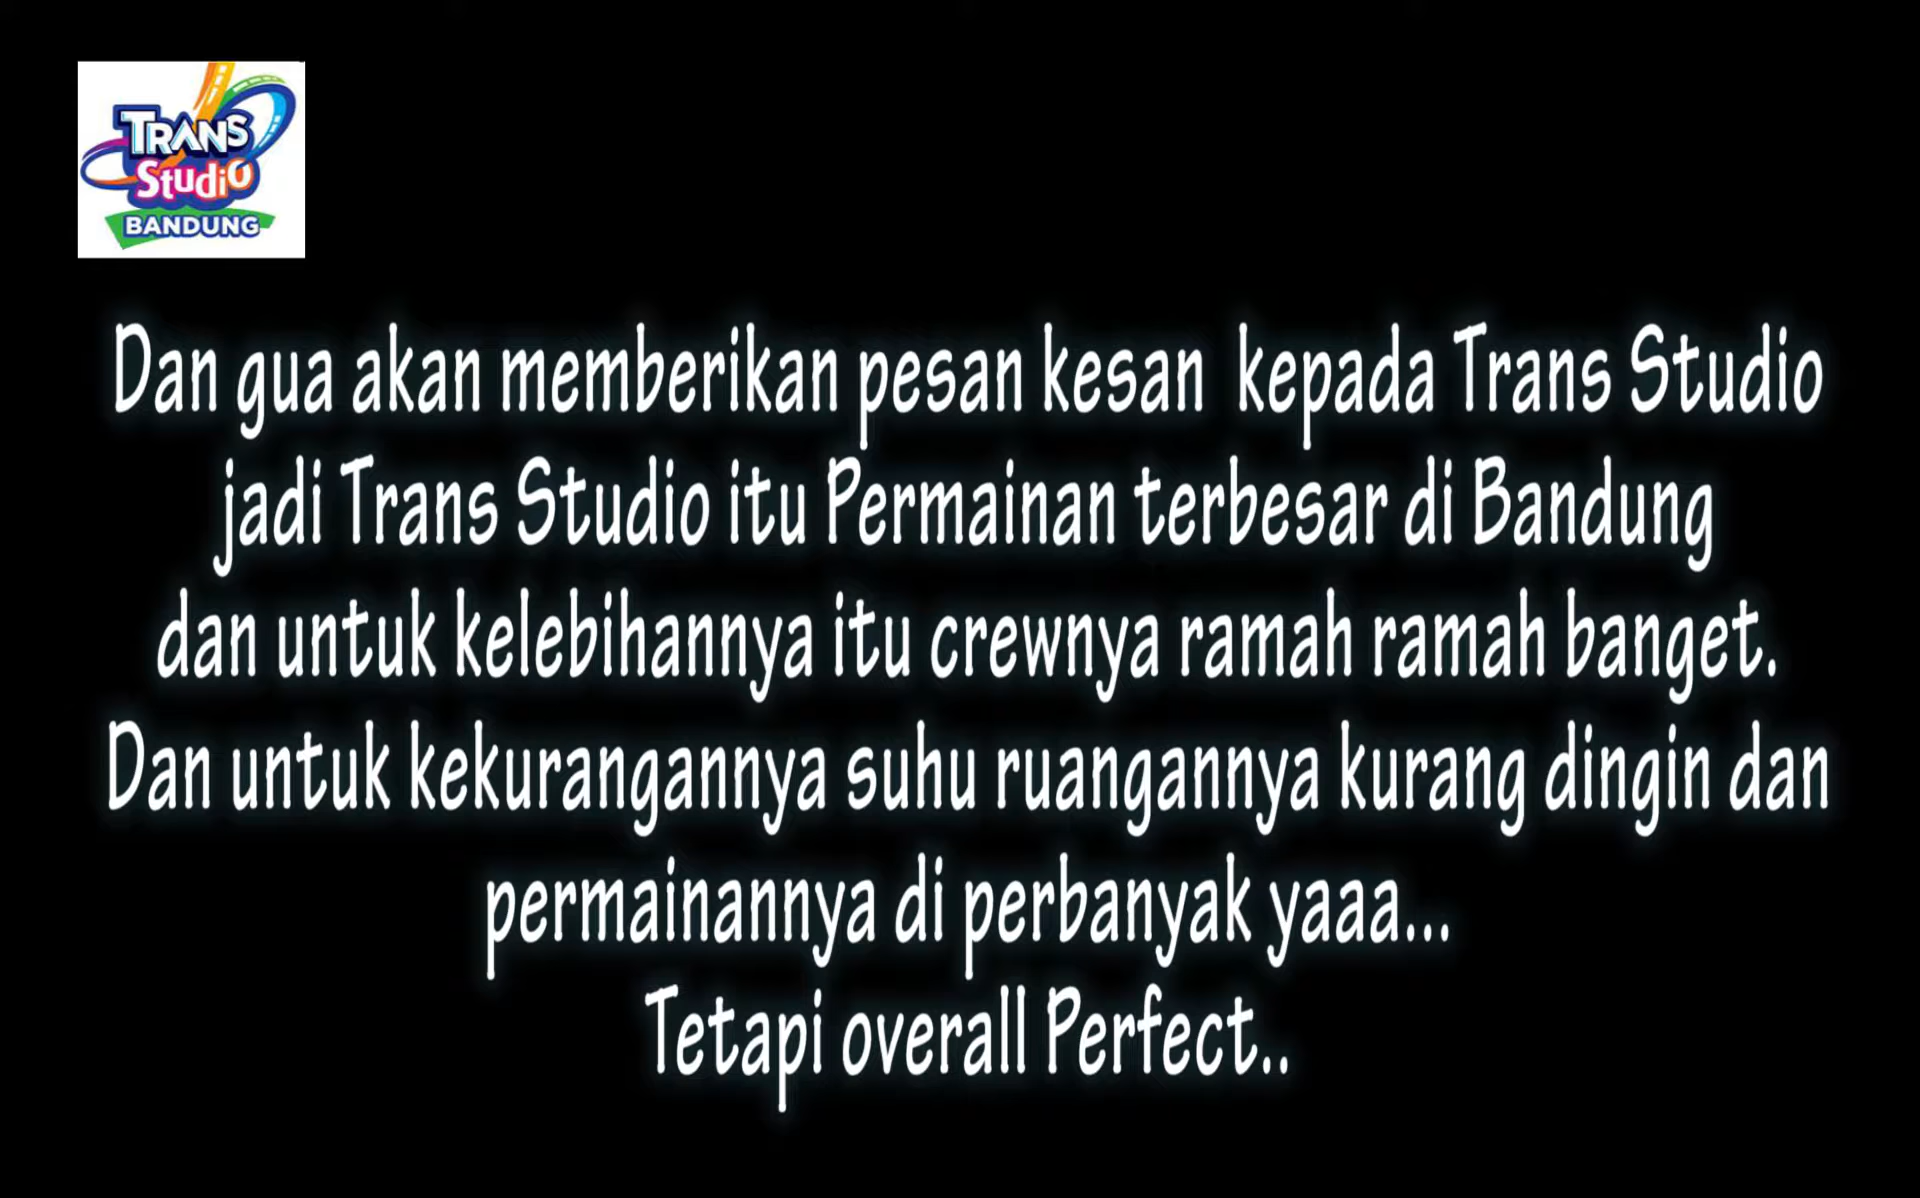 TRANS
Studio
BANDUNG
Dan gua akan memberikan pesan kesan kepada Trans Studio
jadi Trans Studio itu Permainan terbesar di Bandung
dan untuk kelebihannya itu crewnya ramah ramah banget.
Dan untuk kekurangannya suhu ruangannya kurang dingin dan
permainannya di perbanyak yaaa...
Tetapi overall Perfect..